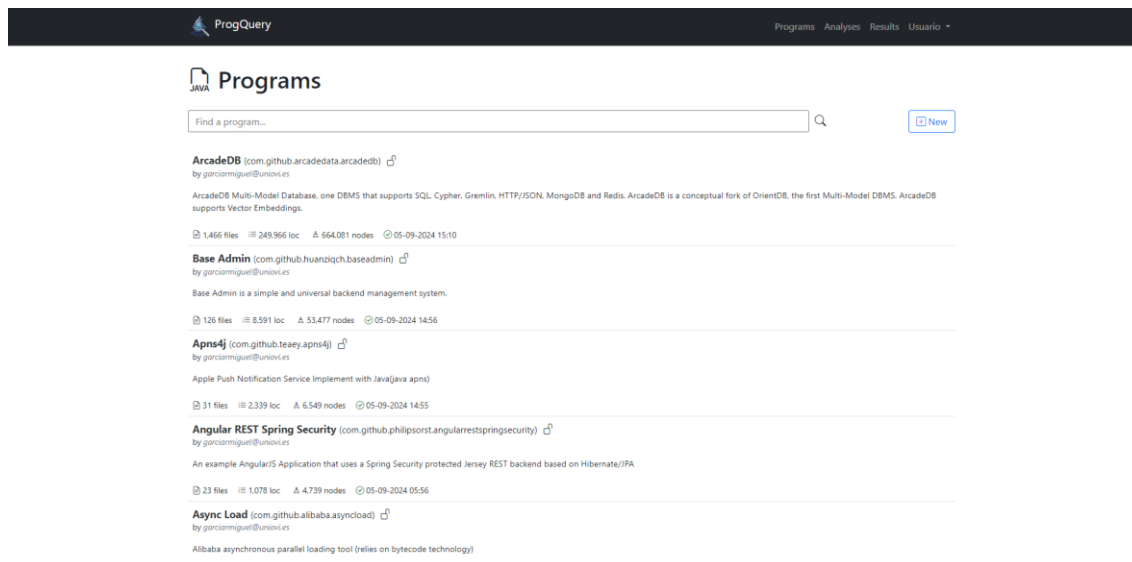 ProgQuery
Programs Analyses Results Usuario
JAVA Programs
Find a program...
New
ArcadeDB (com.github.arcadedata.arcadedb)
by garciarmiguel@uniovi.es
ArcadeDB Multi-Model Database, one DBMS that supports SQL, Cypher, Gremlin, HTTP/JSON, MongoDB and Redis. ArcadeDB is a conceptual fork of OrientDB, the first Multi-Model DBMS. ArcadeDB
supports Vector Embeddings.
1,466 files 249,966 loc 664,081 nodes 05-09-2024 15:10
Base Admin (com.github.huanziqch.baseadmin)
by garciarmiguel@uniovi.es
Base Admin is a simple and universal backend management system.
126 files 8,591 loc 53,477 nodes 05-09-2024 14:56
Apns4j (com.github.teaey.apns4j)
by garciarmiguel@uniovi.es
Apple Push Notification Service Implement with Java(java apns)
31 files 2,339 loc 6,549 nodes 05-09-2024 14:55
Angular REST Spring Security (com.github.philipsorst.angularrestspringsecurity)
by garciarmiguel@uniovi.es
An example AngularJS Application that uses a Spring Security protected Jersey REST backend based on Hibernate/JPA
23 files 1,078 loc 4,739 nodes 05-09-2024 05:56
Async Load (com.github.alibaba.asyncload)
by garciarmiguel@uniovi.es
Alibaba asynchronous parallel loading tool (relies on bytecode technology)